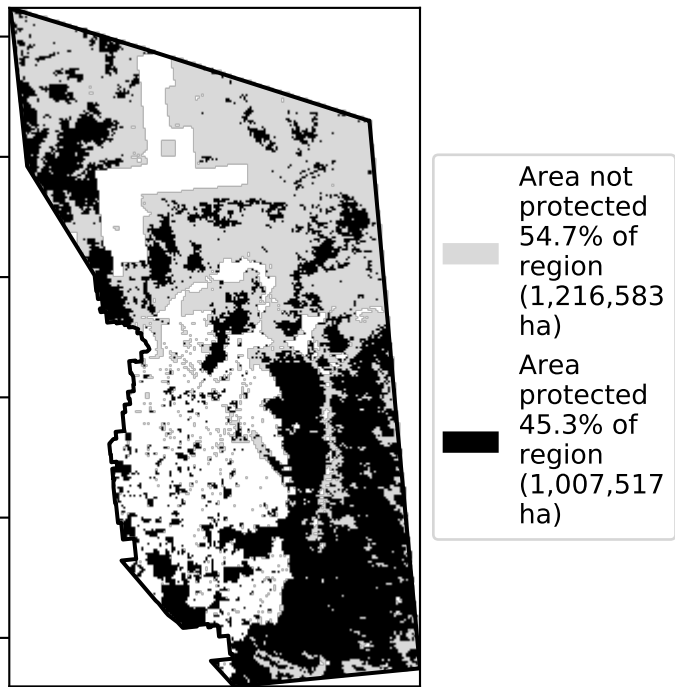 Area not
protected
54.7% of
region
(1,216,583
ha)
Area
protected
45.3% of
region
(1,007,517
ha)